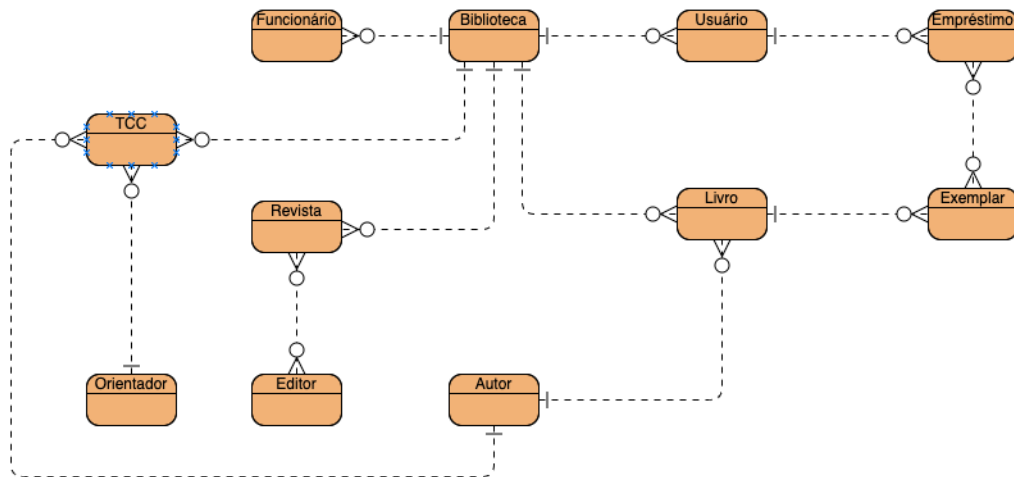 Funcionário
Biblioteca
Usuário
Empréstimo
TCC
Revista
Livro
Exemplar
Orientador
Editor
Autor